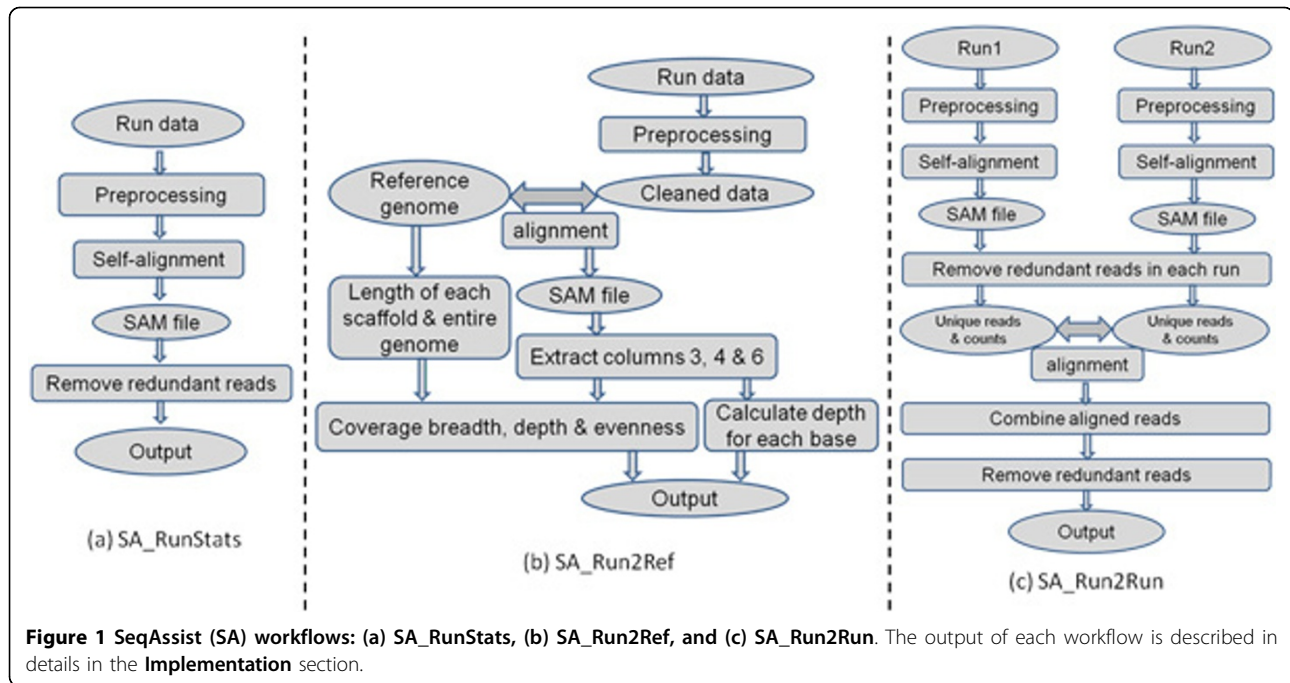 Run data
Preprocessing
Self-alignment
SAM file
Remove redundant reads
Output
(a) SA_RunStats
Run data
Preprocessing
Cleaned data
Reference
genome
alignment
Length of each
scaffold & entire
genome
SAM file
Extract columns 3, 4 & 6
Coverage breadth, depth & evenness
Calculate depth
for each base
Output
(b) SA_Run2Ref
Run1
Run2
Preprocessing
Preprocessing
Self-alignment
Self-alignment
SAM file
SAM file
Remove redundant reads in each run
Unique reads
& counts
Unique reads
& counts
alignment
Combine aligned reads
Remove redundant reads
Output
(c) SA_Run2Run
Figure 1 SeqAssist (SA) workflows: (a) SA_RunStats, (b) SA_Run2Ref, and (c) SA_Run2Run. The output of each workflow is described in
details in the Implementation section.